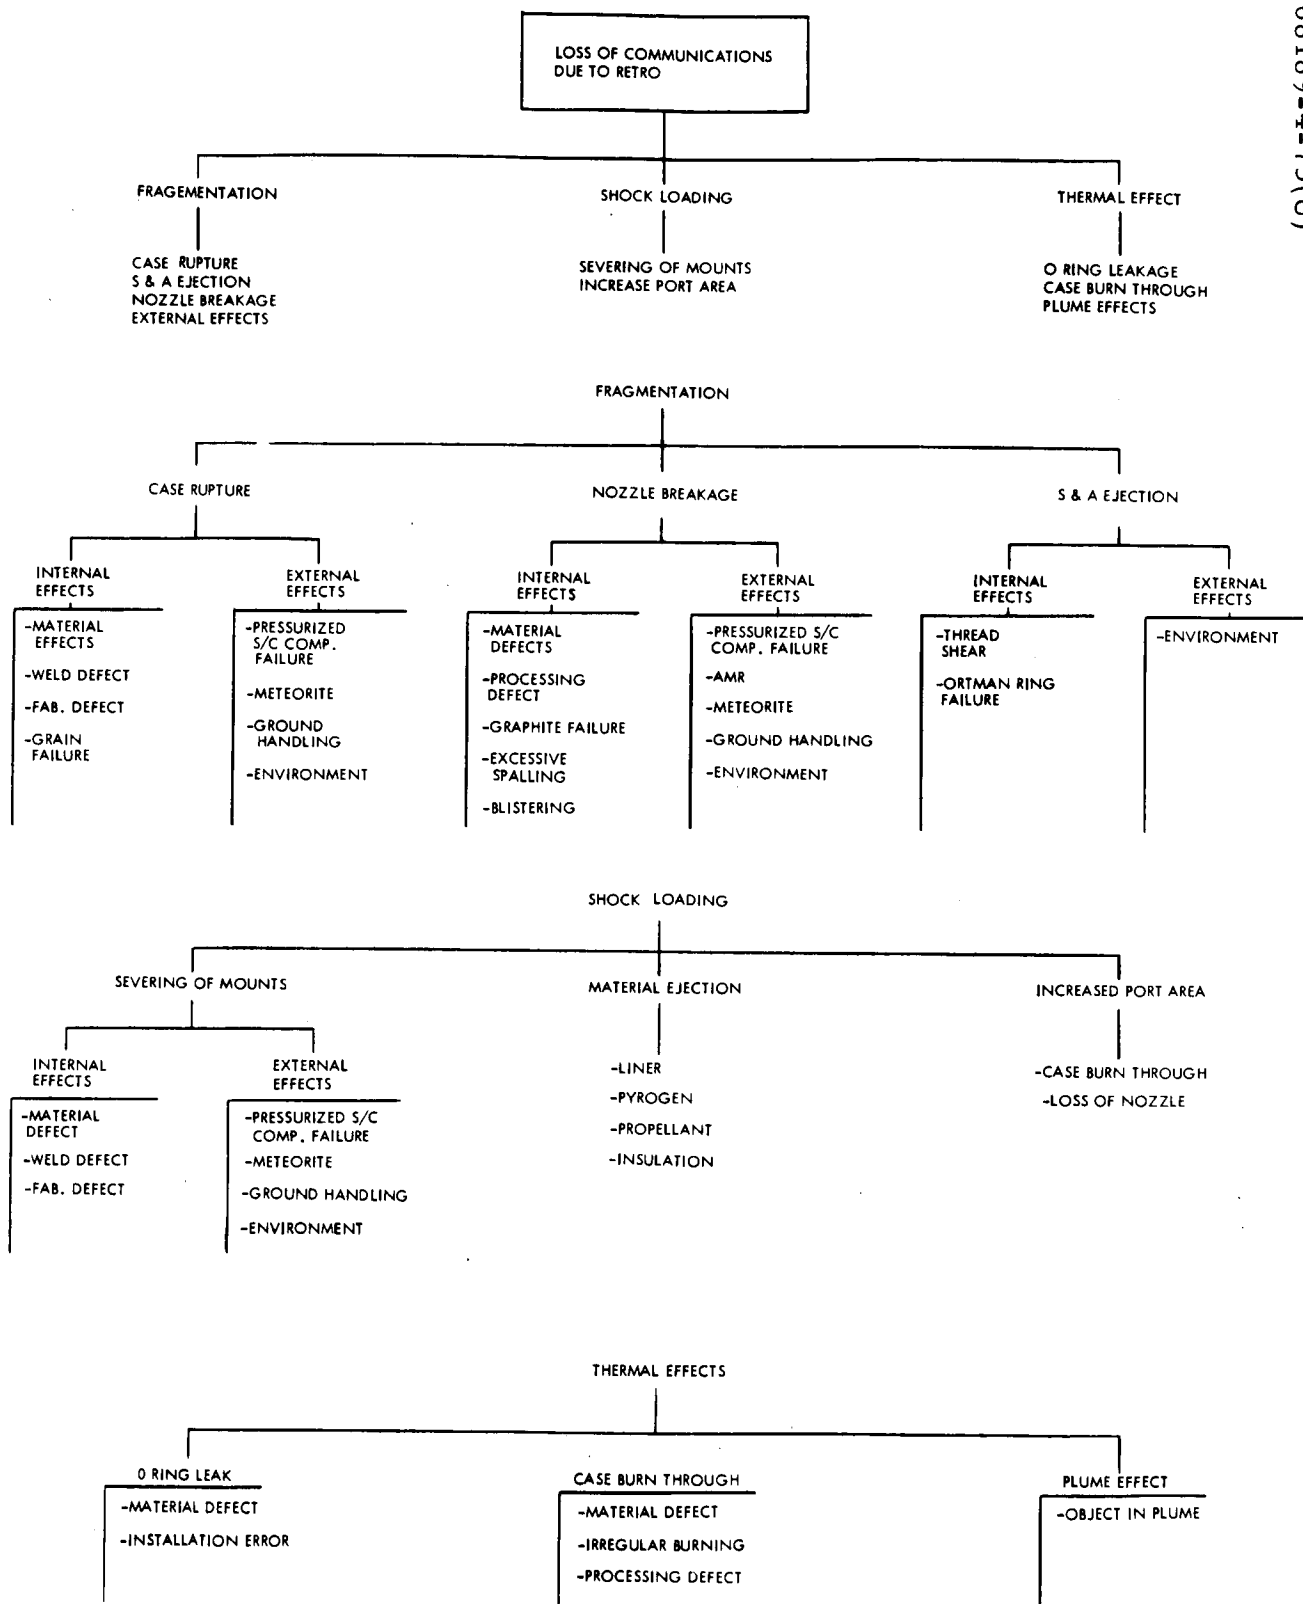 LOSS OF COMMUNICATIONS
DUE TO RETRO
FRAGEMENTATION
SHOCK LOADING
THERMAL EFFECT
CASE RUPTURE
S & A EJECTION
NOZZLE BREAKAGE
EXTERNAL EFFECTS
SEVERING OF MOUNTS
INCREASE PORT AREA
O RING LEAKAGE
CASE BURN THROUGH
PLUME EFFECTS
FRAGMENTATION
CASE RUPTURE
NOZZLE BREAKAGE
S & A EJECTION
INTERNAL
EFFECTS
-MATERIAL
EFFECTS
-WELD DEFECT
-FAB. DEFECT
-GRAIN
FAILURE
EXTERNAL
EFFECTS
-PRESSURIZED
S/C COMP.
FAILURE
-METEORITE
-GROUND
HANDLING
-ENVIRONMENT
INTERNAL
EFFECTS
-MATERIAL
DEFECTS
-PROCESSING
DEFECT
-GRAPHITE FAILURE
-EXCESSIVE
SPALLING
-BLISTERING
EXTERNAL
EFFECTS
-PRESSURIZED S/C
COMP. FAILURE
-AMR
-METEORITE
-GROUND HANDLING
-ENVIRONMENT
INTERNAL
EFFECTS
-THREAD
SHEAR
-ORTMAN RING
FAILURE
EXTERNAL
EFFECTS
-ENVIRONMENT
SHOCK LOADING
SEVERING OF MOUNTS
MATERIAL EJECTION
INCREASED PORT AREA
INTERNAL
EFFECTS
-MATERIAL
DEFECT
-WELD DEFECT
-FAB. DEFECT
EXTERNAL
EFFECTS
-PRESSURIZED S/C
COMP. FAILURE
-METEORITE
-GROUND HANDLING
-ENVIRONMENT
-LINER
-PYROGEN
-PROPELLANT
-INSULATION
-CASE BURN THROUGH
-LOSS OF NOZZLE
THERMAL EFFECTS
O RING LEAK
-MATERIAL DEFECT
-INSTALLATION ERROR
CASE BURN THROUGH
-MATERIAL DEFECT
-IRREGULAR BURNING
-PROCESSING DEFECT
PLUME EFFECT
-OBJECT IN PLUME